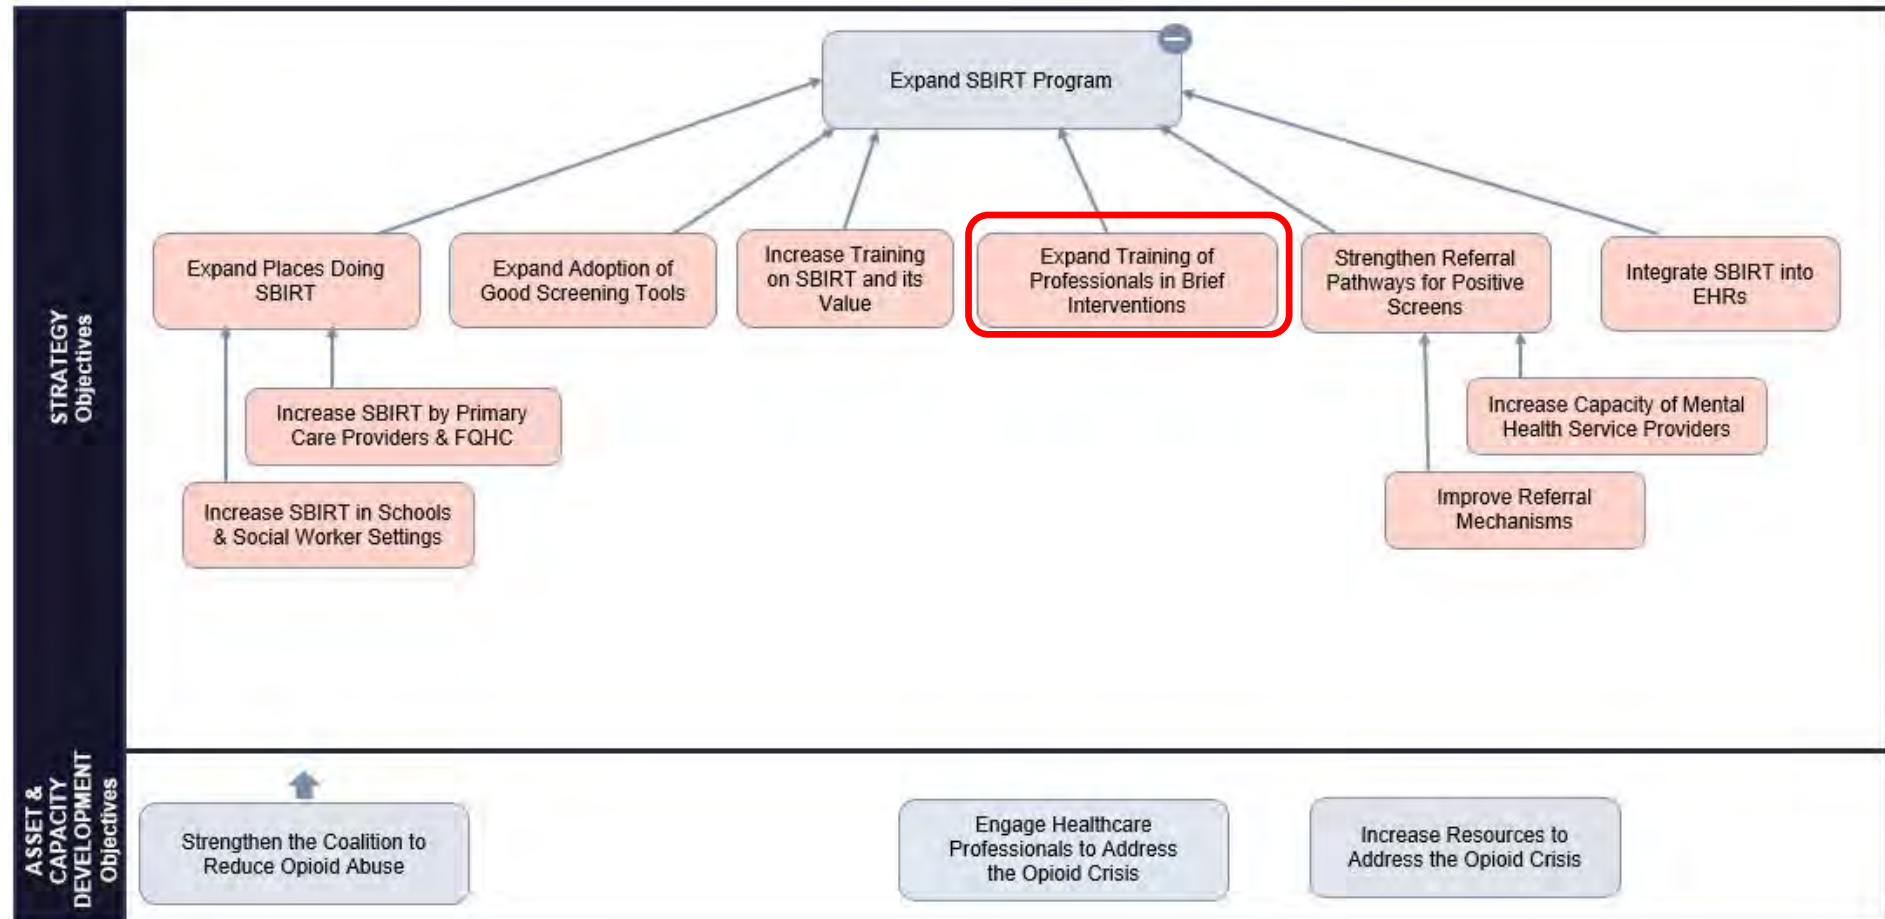 Expand SBIRT Program
STRATEGY
Objectives
Expand Places Doing
SBIRT
Expand Adoption of
Good Screening Tools
Increase Training
on SBIRT and its
Value
Expand Training of
Professionals in Brief
Interventions
Strengthen Referral
Pathways for Positive
Screens
Integrate SBIRT into
EHRs
Increase SBIRT by Primary
Care Providers & FQHC
Increase Capacity of Mental
Health Service Providers
Increase SBIRT in Schools
& Social Worker Settings
Improve Referral
Mechanisms
ASSET &
CAPACITY
DEVELOPMENT
Objectives
Strengthen the Coalition to
Reduce Opioid Abuse
Engage Healthcare
Professionals to Address
the Opioid Crisis
Increase Resources to
Address the Opioid Crisis